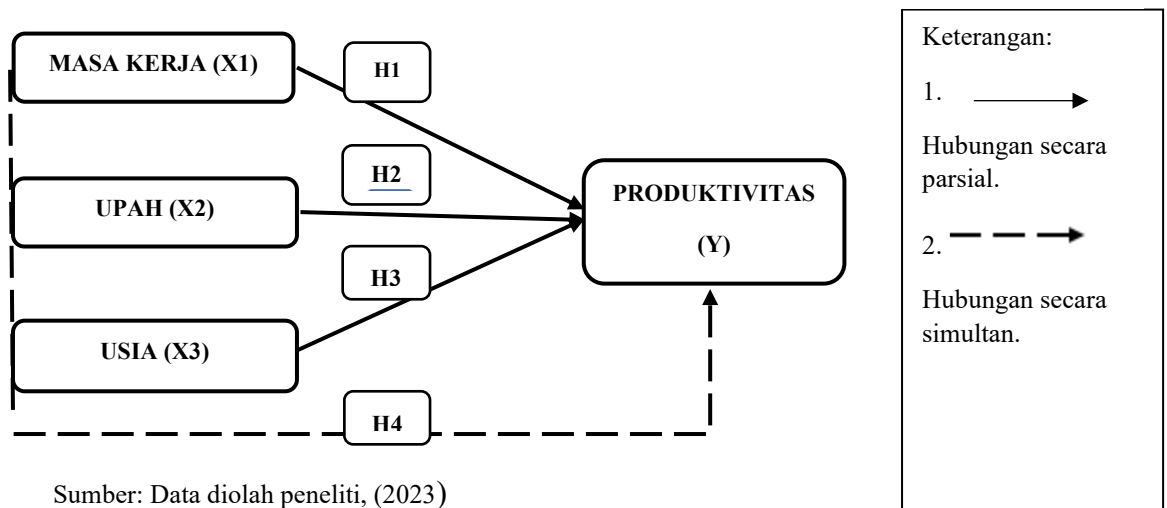 MASA KERJA (X1)
H1
UPAH (X2)
H2
USIA (X3)
H3
H4
PRODUKTIVITAS
(Y)
Keterangan:
1.
Hubungan secara
parsial.
2.
Hubungan secara
simultan.
Sumber: Data diolah peneliti, (2023)